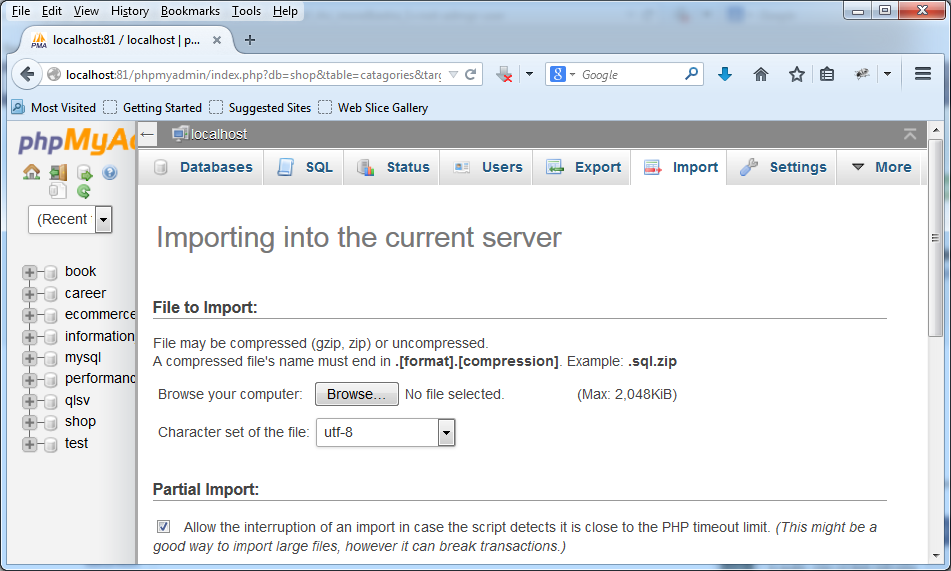 File Edit View History Bookmarks Tools Help
localhost:81 / localhost | p...
localhost:81/phpmyadmin/index.php?db=shop&table=catagories&targ
Google
Most Visited Getting Started Suggested Sites Web Slice Gallery
phpMyAd
localhost
Databases SQL Status Users Export Import Settings More
(Recent
Importing into the current server
book
career
ecommerce
information
mysql
performanc
qlsv
shop
test
File to Import:
File may be compressed (gzip, zip) or uncompressed.
A compressed file's name must end in .[format].[compression]. Example: .sql.zip
Browse your computer: Browse... No file selected. (Max: 2,048KiB)
Character set of the file: utf-8
Partial Import:
Allow the interruption of an import in case the script detects it is close to the PHP timeout limit. (This might be a
good way to import large files, however it can break transactions.)